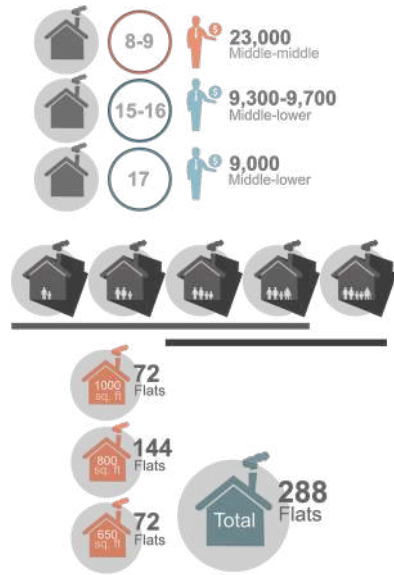 8-9
$
23,000
Middle-middle
15-16
$
9,300-9,700
Middle-lower
17
$
9,000
Middle-lower
1000
sq. ft
72
Flats
800
sq. ft
144
Flats
650
sq. ft
72
Flats
Total
288
Flats